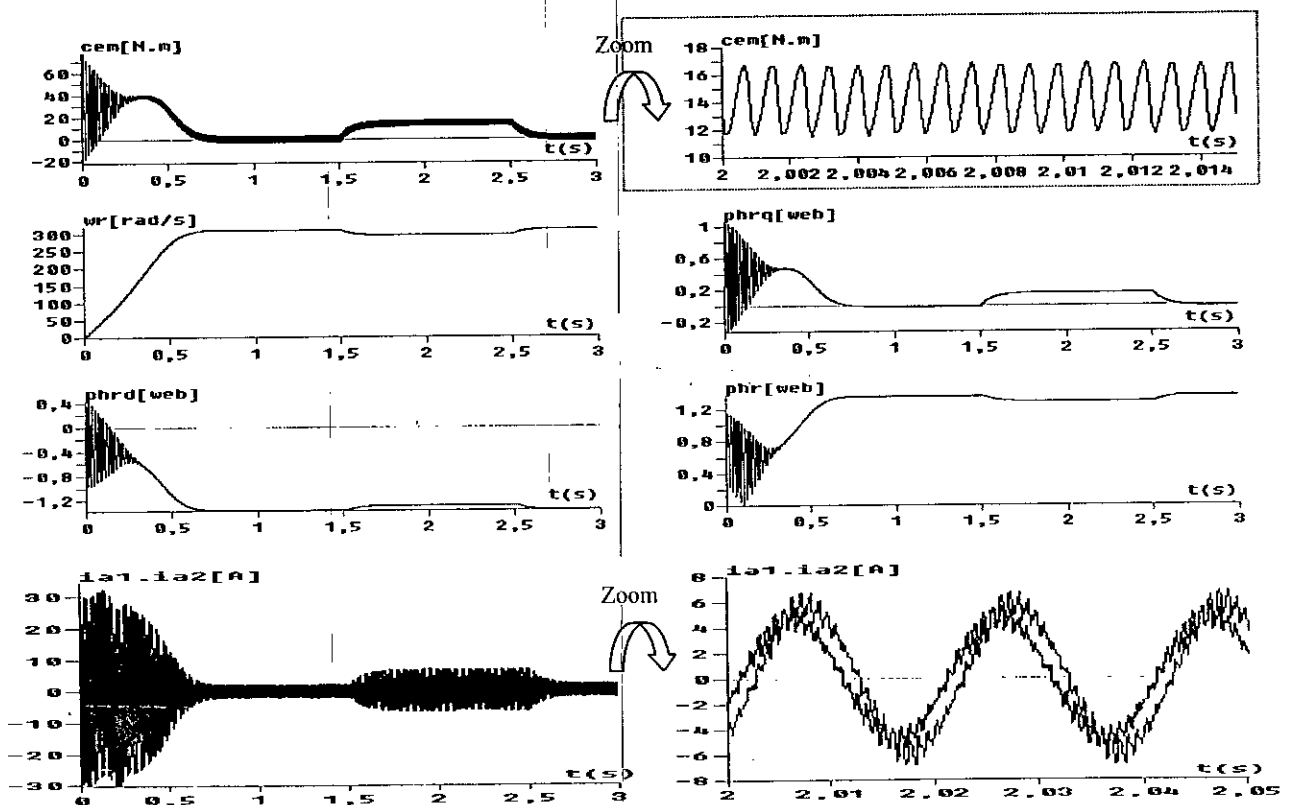 cem[N.m]
60
40
20
0
-20
t(s)
0 0,5 1 1,5 2 2,5 3
Zoom
cem[N.m]
18
16
14
12
10
t(s)
2 2,002 2,004 2,006 2,008 2,01 2,012 2,014
wr[rad/s]
300
250
200
150
100
50
0
t(s)
0 0,5 1 1,5 2 2,5 3
phrq[web]
1
0,6
0,2
-0,2
t(s)
0 0,5 1 1,5 2 2,5 3
phrd[web]
0,4
0
-0,4
-0,8
-1,2
t(s)
0 0,5 1 1,5 2 2,5 3
phr[web]
1,2
0,8
0,4
0
t(s)
0 0,5 1 1,5 2 2,5 3
ia1.ia2[A]
30
20
10
0
-10
-20
-30
t(s)
0 0,5 1 1,5 2 2,5 3
Zoom
ia1.ia2[A]
8
6
4
2
0
-2
-4
-6
-8
t(s)
2 2,01 2,02 2,03 2,04 2,05